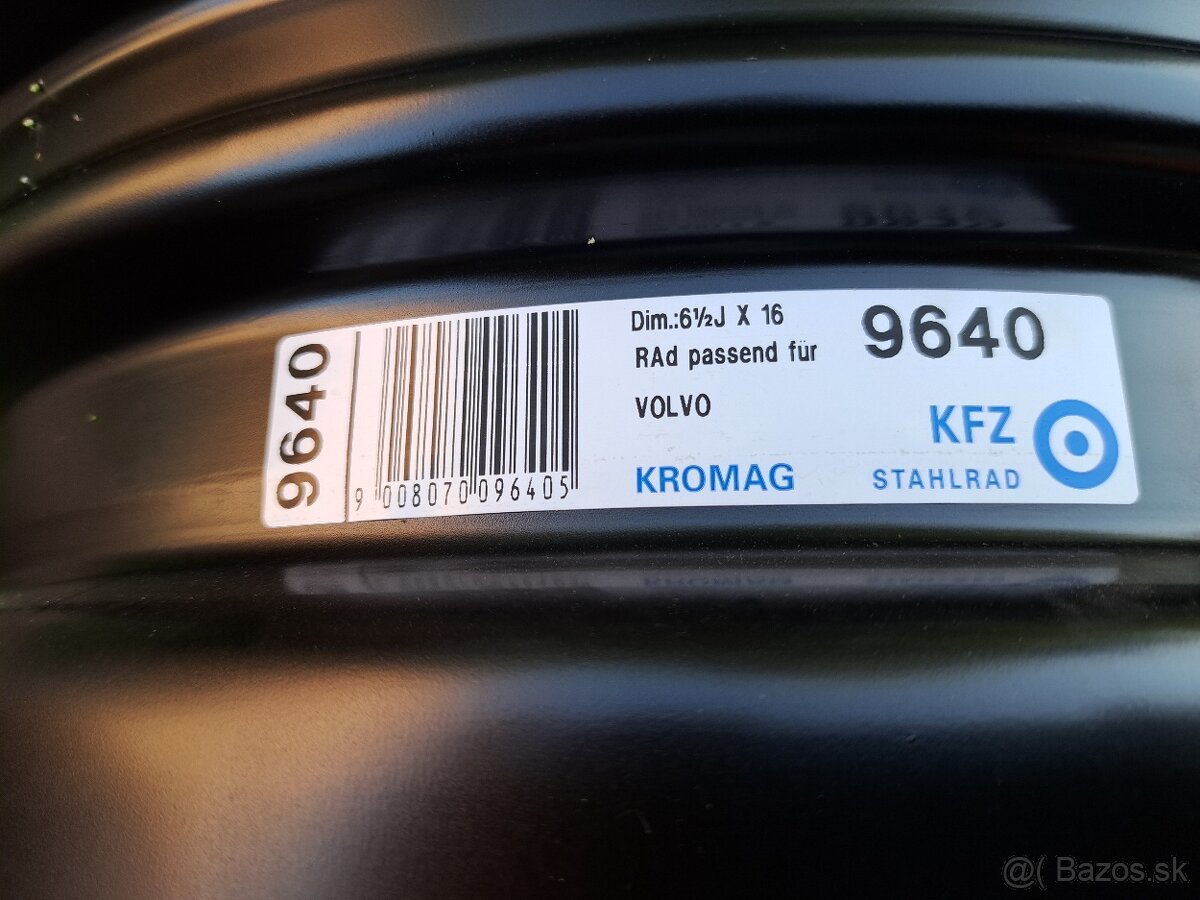 9640
9 008070 096405
Dim.:6½J X 16
RAd passend für
VOLVO
KROMAG
9640
KFZ
STAHLRAD
@( Bazos.sk